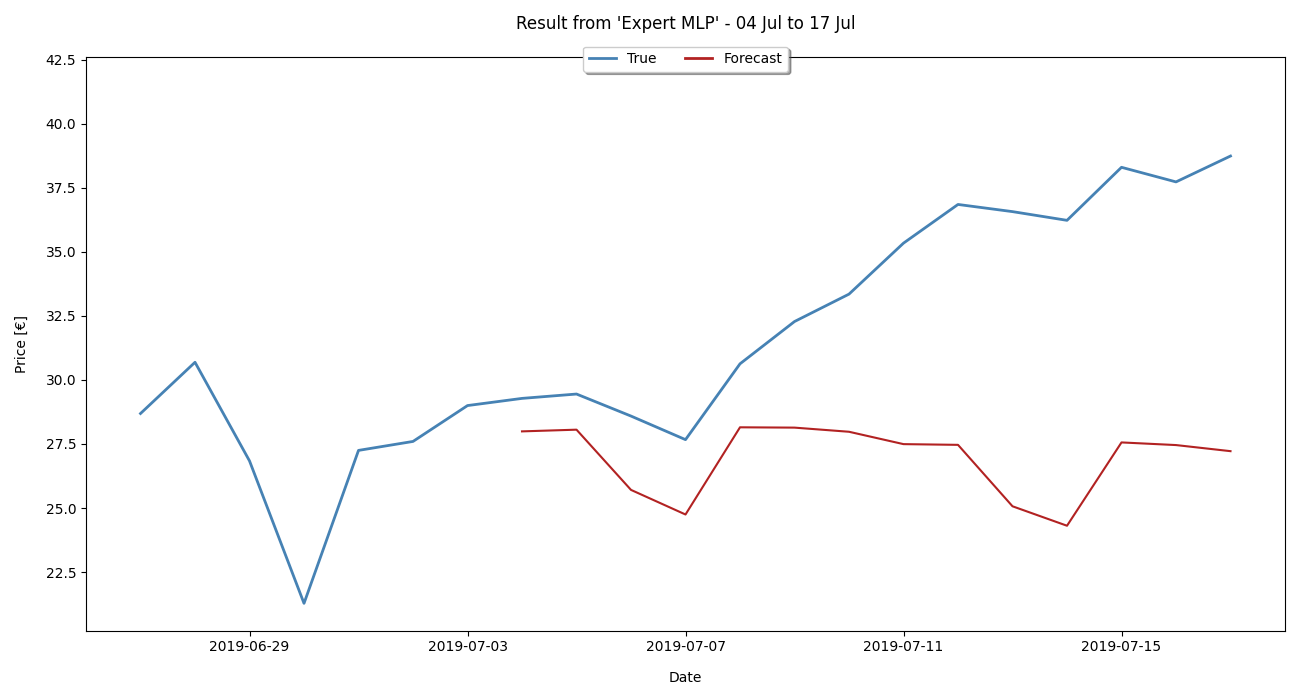 Result from 'Expert MLP' - 04 Jul to 17 Jul
True Forecast
42.5
40.0
37.5
35.0
32.5
30.0
27.5
25.0
22.5
Price [€]
2019-06-29 2019-07-03 2019-07-07 2019-07-11 2019-07-15
Date